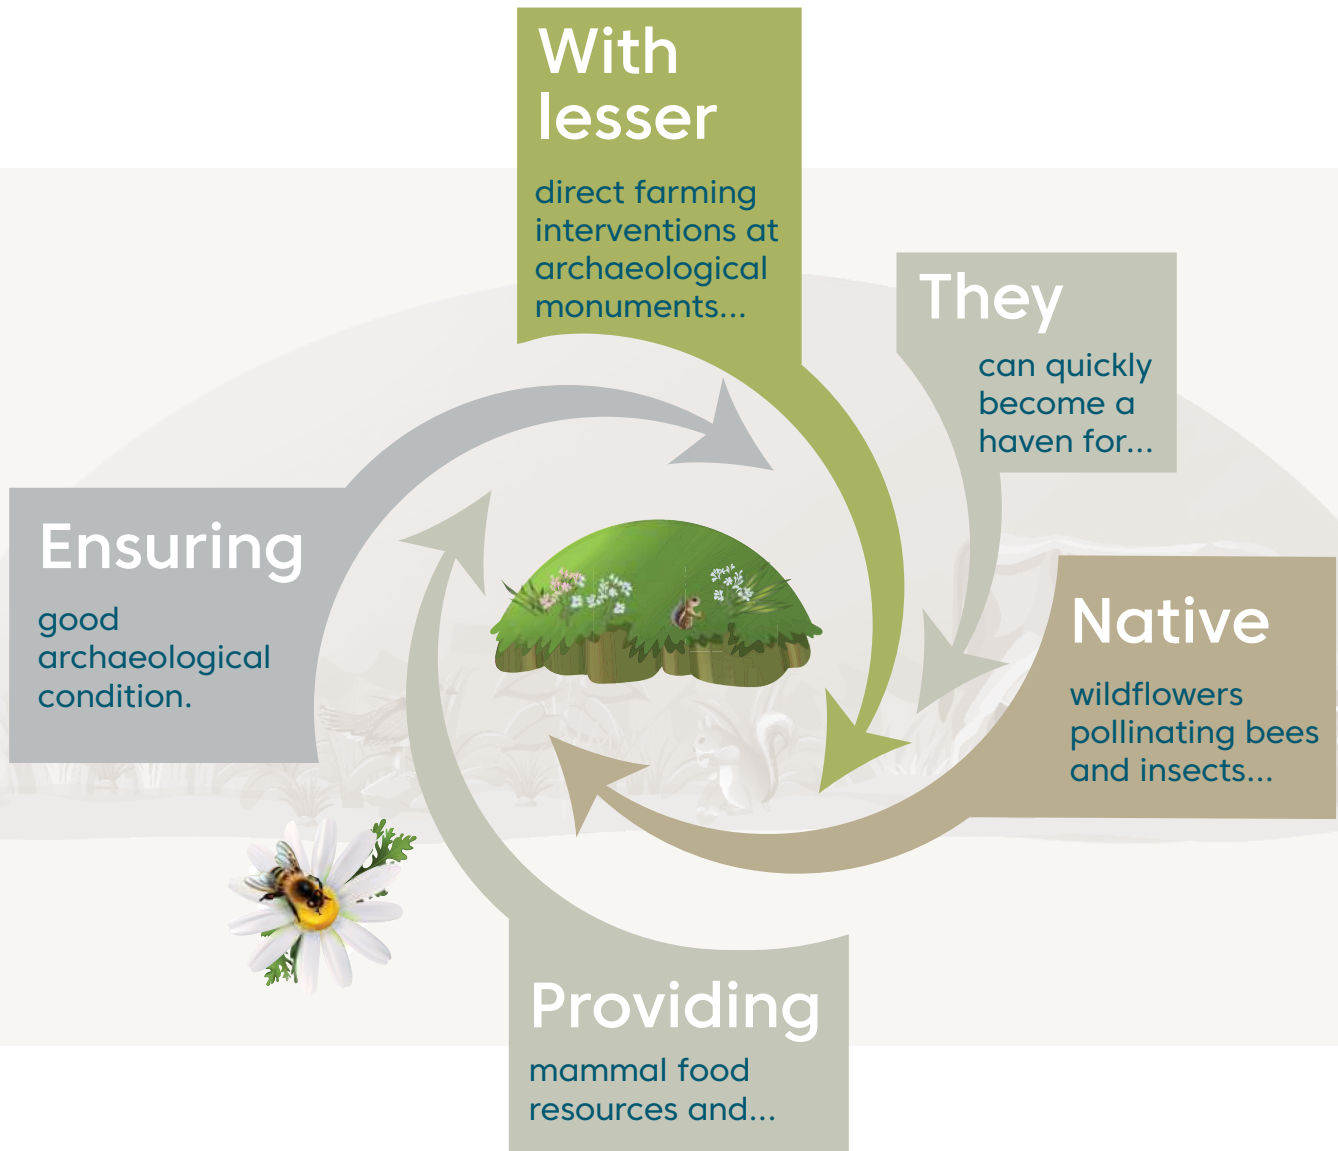 With
lesser
direct farming
interventions at
archaeological
monuments...
They
can quickly
become a
haven for...
Native
wildflowers
pollinating bees
and insects...
Providing
mammal food
resources and...
Ensuring
good
archaeological
condition.